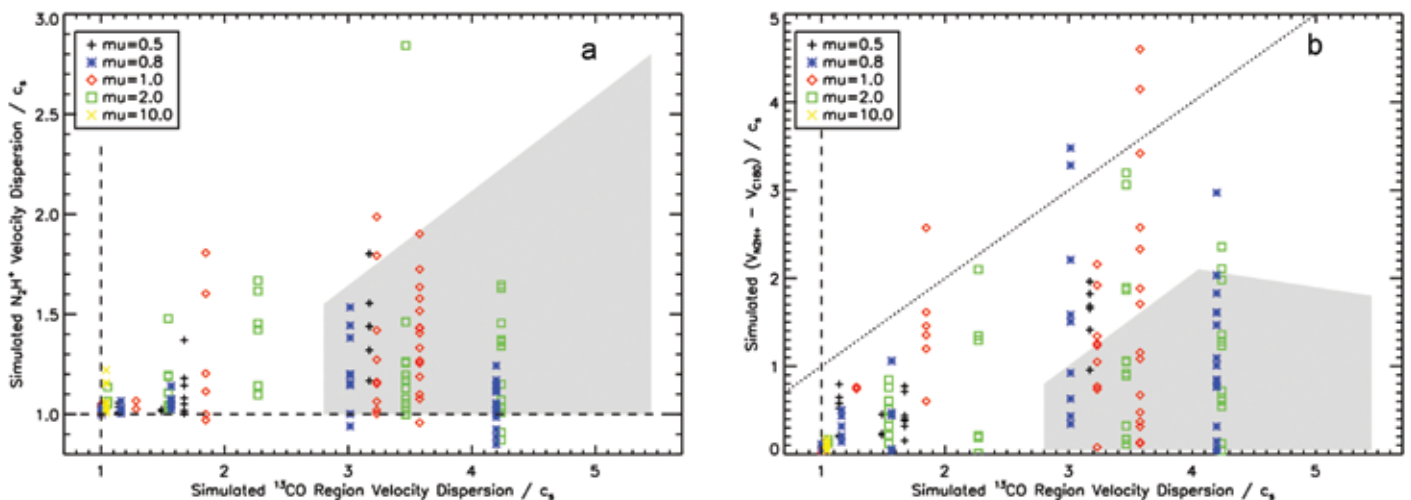 3.0
2.5
2.0
1.5
1.0
Simulated N₂H⁺ Velocity Dispersion / cₛ
mu=0.5
mu=0.8
mu=1.0
mu=2.0
mu=10.0
a
1 2 3 4 5
Simulated ¹³CO Region Velocity Dispersion / cₛ
5
4
3
2
1
0
Simulated (V_N2H+ - V_C18O) / cₛ
mu=0.5
mu=0.8
mu=1.0
mu=2.0
mu=10.0
b
1 2 3 4 5
Simulated ¹³CO Region Velocity Dispersion / cₛ